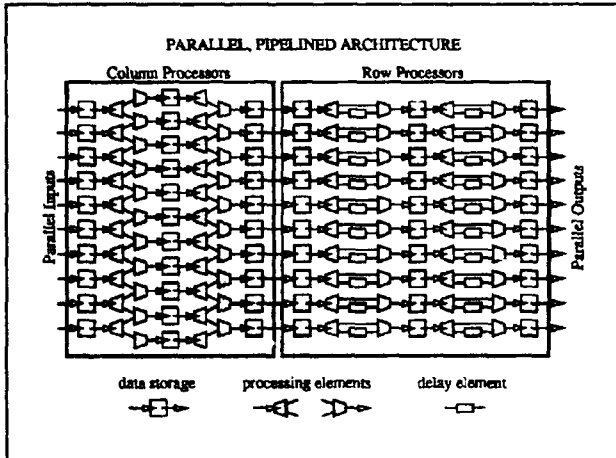 PARALLEL, PIPELINED ARCHITECTURE
Column Processors
Row Processors
Parallel Inputs
Parallel Outputs
data storage
processing elements
delay element